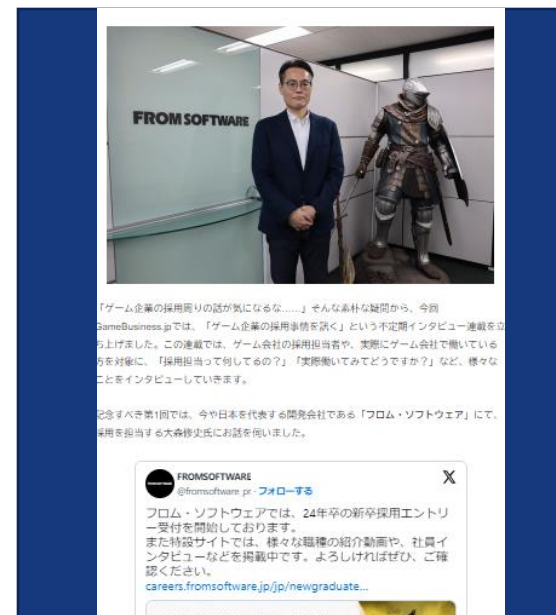 FROM SOFTWARE
「ゲーム企業の採用周りの話が気になるな……」そんな素朴な疑問から、今回
GameBusiness.jpでは、「ゲーム企業の採用事情を訊く」という不定期インタビュー連載を立
ち上げました。この連載では、ゲーム会社の採用担当者や、実際にゲーム会社で働いている
方を対象に、「採用担当って何してるの?」「実際働いてみてどうですか?」など、様々な
ことをインタビューしていきます。
記念すべき第1回では、今や日本を代表する開発会社である「フロム・ソフトウェア」にて、
採用を担当する大森修史氏にお話を伺いました。
FROMSOFTWARE
@fromsoftware_pr · フォローする
フロム・ソフトウェアでは、24年卒の新卒採用エントリ
ー受付を開始しております。
また特設サイトでは、様々な職種の紹介動画や、社員イ
ンタビューなどを掲載中です。よろしければぜひ、ご確
認ください。
careers.fromsoftware.jp/jp/newgraduate...